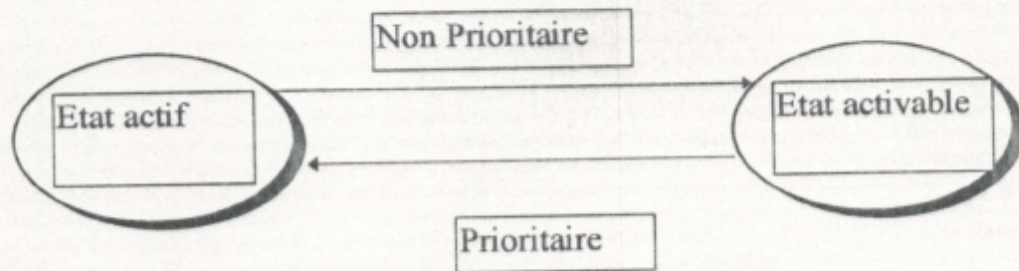 Non Prioritaire
Etat actif
Etat activable
Prioritaire